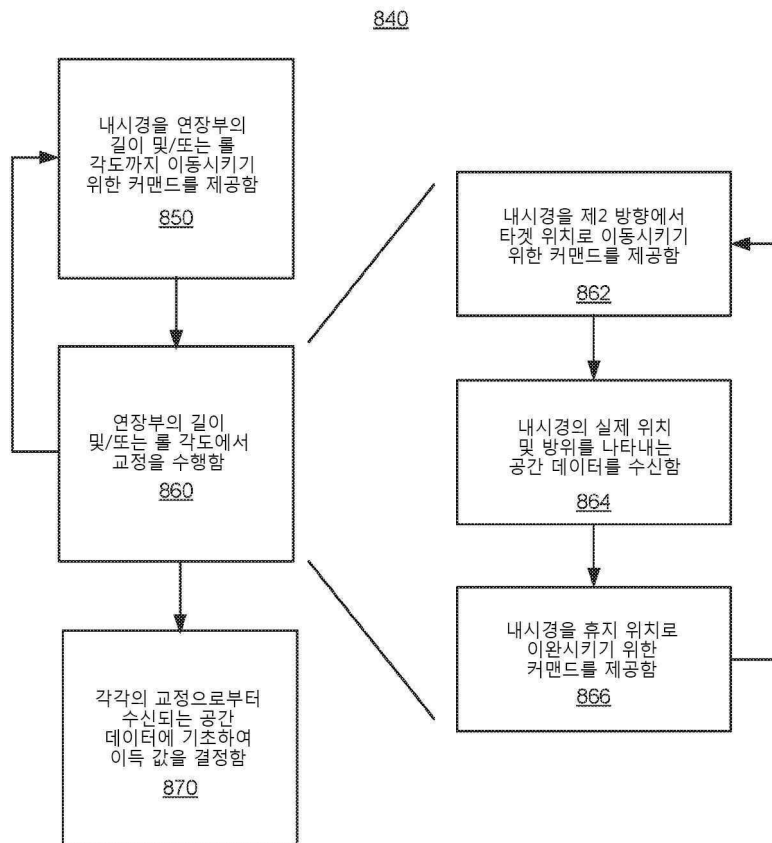 840
내시경을 연장부의
길이 및/또는 롤
각도까지 이동시키기
위한 커맨드를 제공함
850
연장부의 길이
및/또는 롤 각도에서
교정을 수행함
860
각각의 교정으로부터
수신되는 공간
데이터에 기초하여
이득 값을 결정함
870
내시경을 제2 방향에서
타겟 위치로 이동시키기
위한 커맨드를 제공함
862
내시경의 실제 위치
및 방위를 나타내는
공간 데이터를 수신함
864
내시경을 휴지 위치로
이완시키기 위한
커맨드를 제공함
866